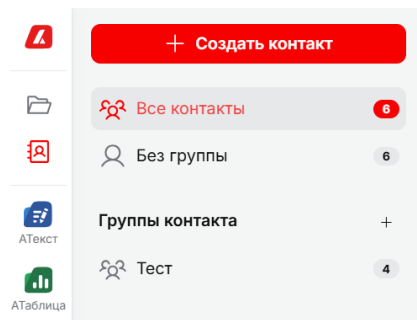 Создать контакт
Все контакты 6
Без группы 6
Группы контакта +
Тест 4
АТекст
АТаблица